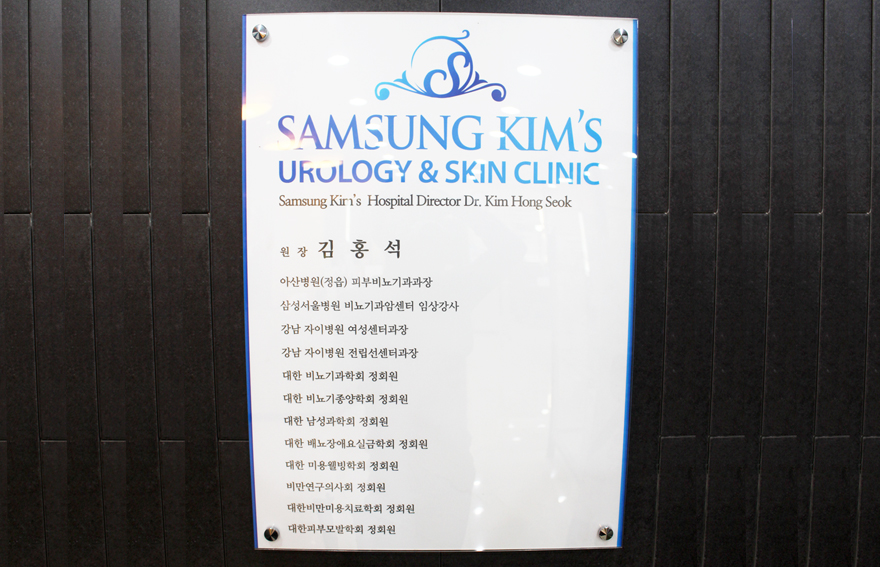 S
SAMSUNG KIM'S
UROLOGY & SKIN CLINIC
Samsung Kim's Hospital Director Dr. Kim Hong Seok
원 장 김 홍 석
아산병원(정읍) 피부비뇨기과과장
삼성서울병원 비뇨기과암센터 임상강사
강남 자이병원 여성센터과장
강남 자이병원 전립선센터과장
대한 비뇨기과학회 정회원
대한 비뇨기종양학회 정회원
대한 남성과학회 정회원
대한 배뇨장애요실금학회 정회원
대한 미용웰빙학회 정회원
비만연구의사회 정회원
대한비만미용치료학회 정회원
대한피부모발학회 정회원